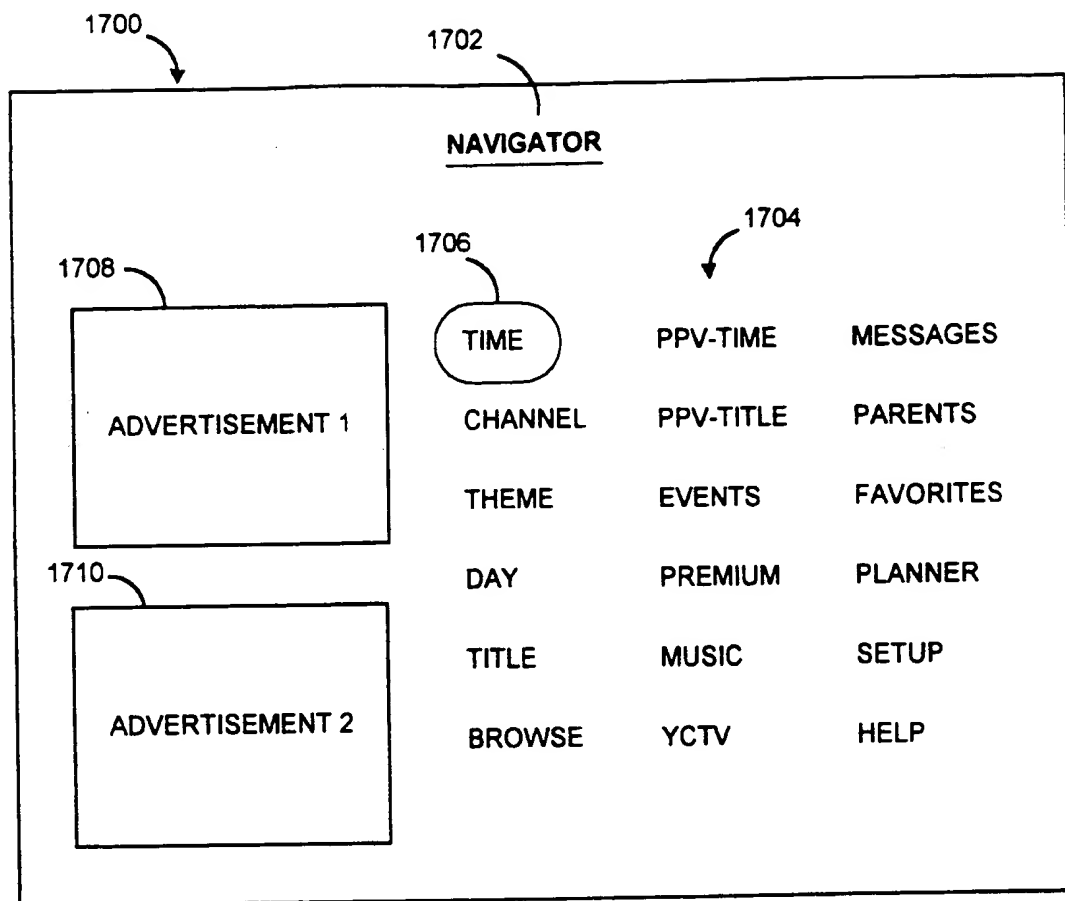 1700
1702
NAVIGATOR
1704
1706
1708
TIME PPV-TIME MESSAGES
ADVERTISEMENT 1
CHANNEL PPV-TITLE PARENTS
THEME EVENTS FAVORITES
1710
DAY PREMIUM PLANNER
TITLE MUSIC SETUP
ADVERTISEMENT 2
BROWSE YCTV HELP